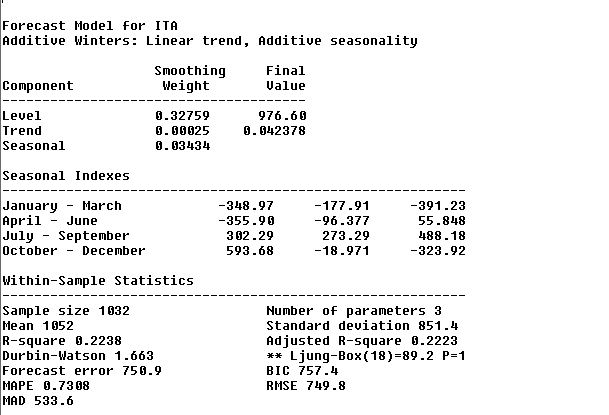 Forecast Model for ITA
Additive Winters: Linear trend, Additive seasonality
Smoothing Final
Component Weight Value
Level 0.32759 976.60
Trend 0.00025 0.042378
Seasonal 0.03434
Seasonal Indexes
January - March -348.97 -177.91 -391.23
April - June -355.90 -96.377 55.848
July - September 302.29 273.29 488.18
October - December 593.68 -18.971 -323.92
Within-Sample Statistics
Sample size 1032 Number of parameters 3
Mean 1052 Standard deviation 851.4
R-square 0.2238 Adjusted R-square 0.2223
Durbin-Watson 1.663 ** Ljung-Box(18)=89.2 P=1
Forecast error 750.9 BIC 757.4
MAPE 0.7308 RMSE 749.8
MAD 533.6